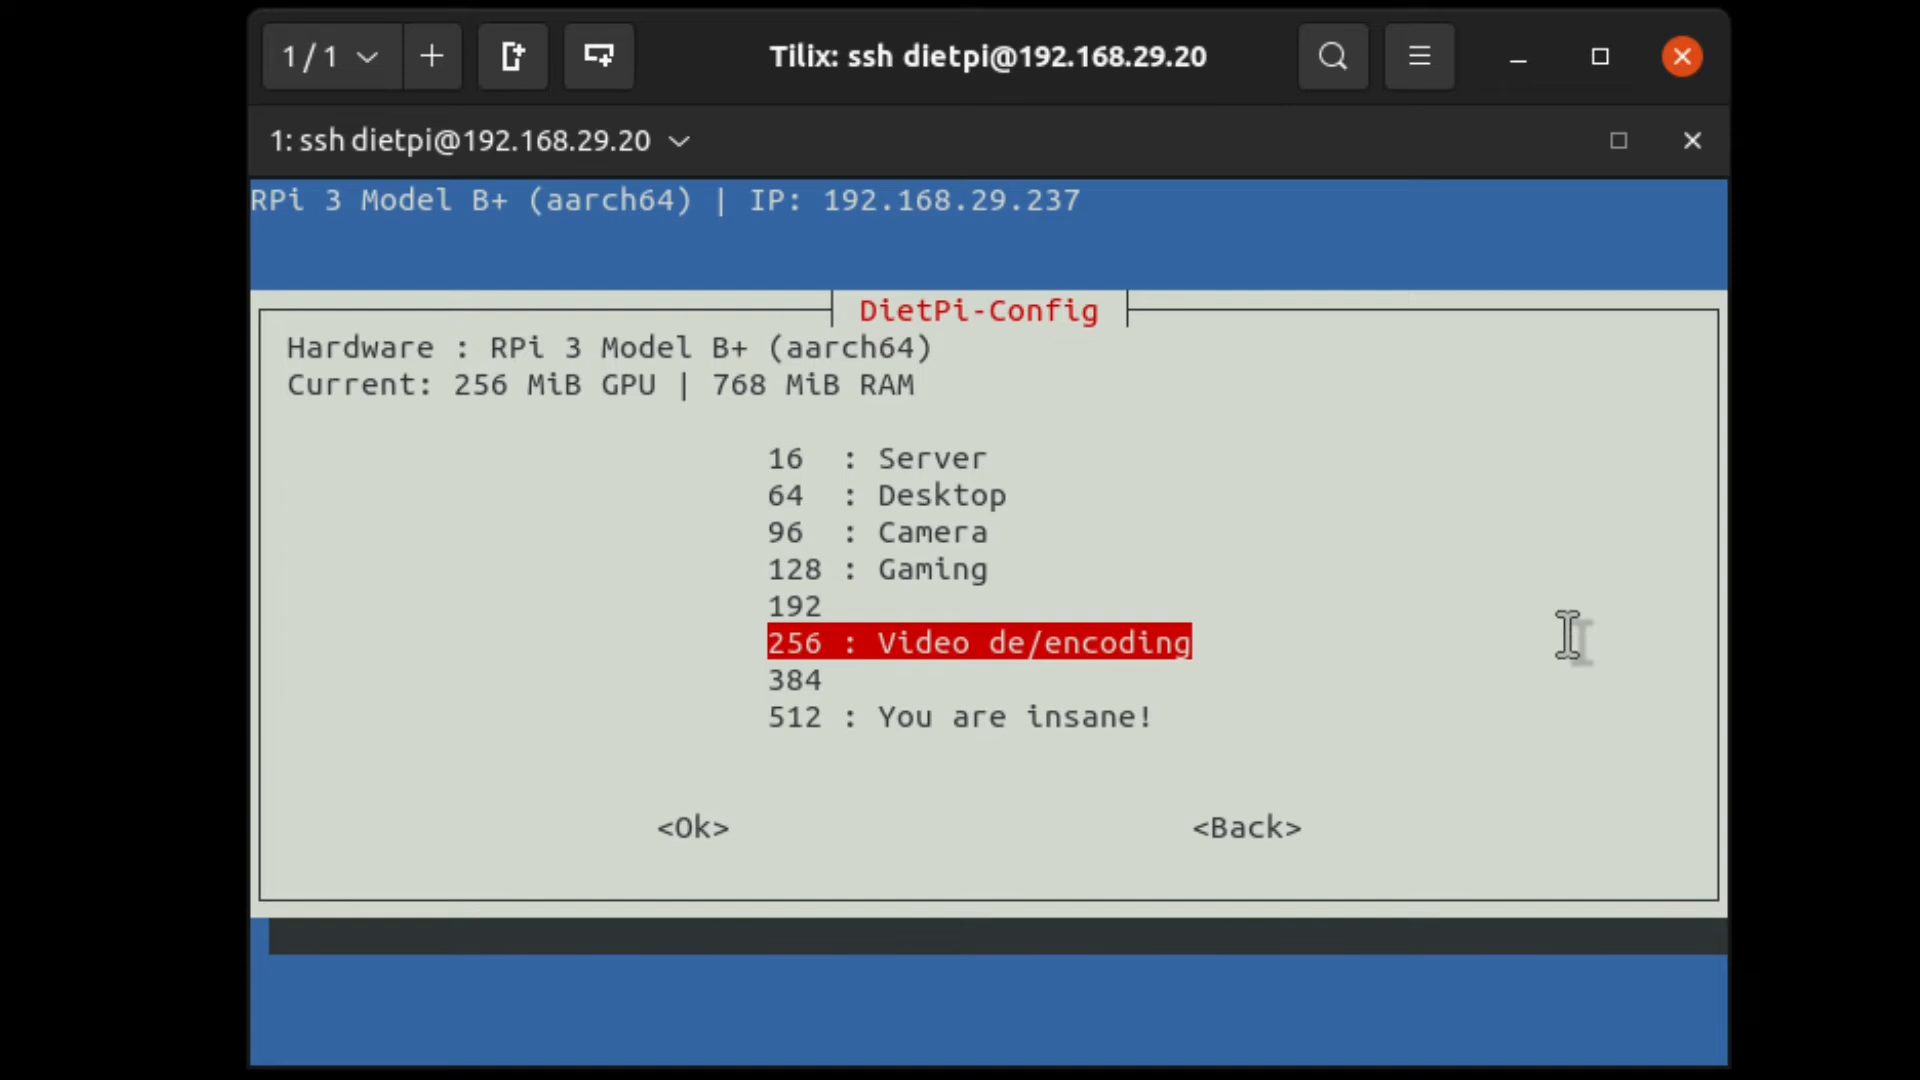 1 / 1
Tilix: ssh dietpi@192.168.29.20
1: ssh dietpi@192.168.29.20
RPi 3 Model B+ (aarch64) | IP: 192.168.29.237
DietPi-Config
Hardware : RPi 3 Model B+ (aarch64)
Current: 256 MiB GPU | 768 MiB RAM
16 : Server
64 : Desktop
96 : Camera
128 : Gaming
192
256 : Video de/encoding
384
512 : You are insane!
<Ok> <Back>